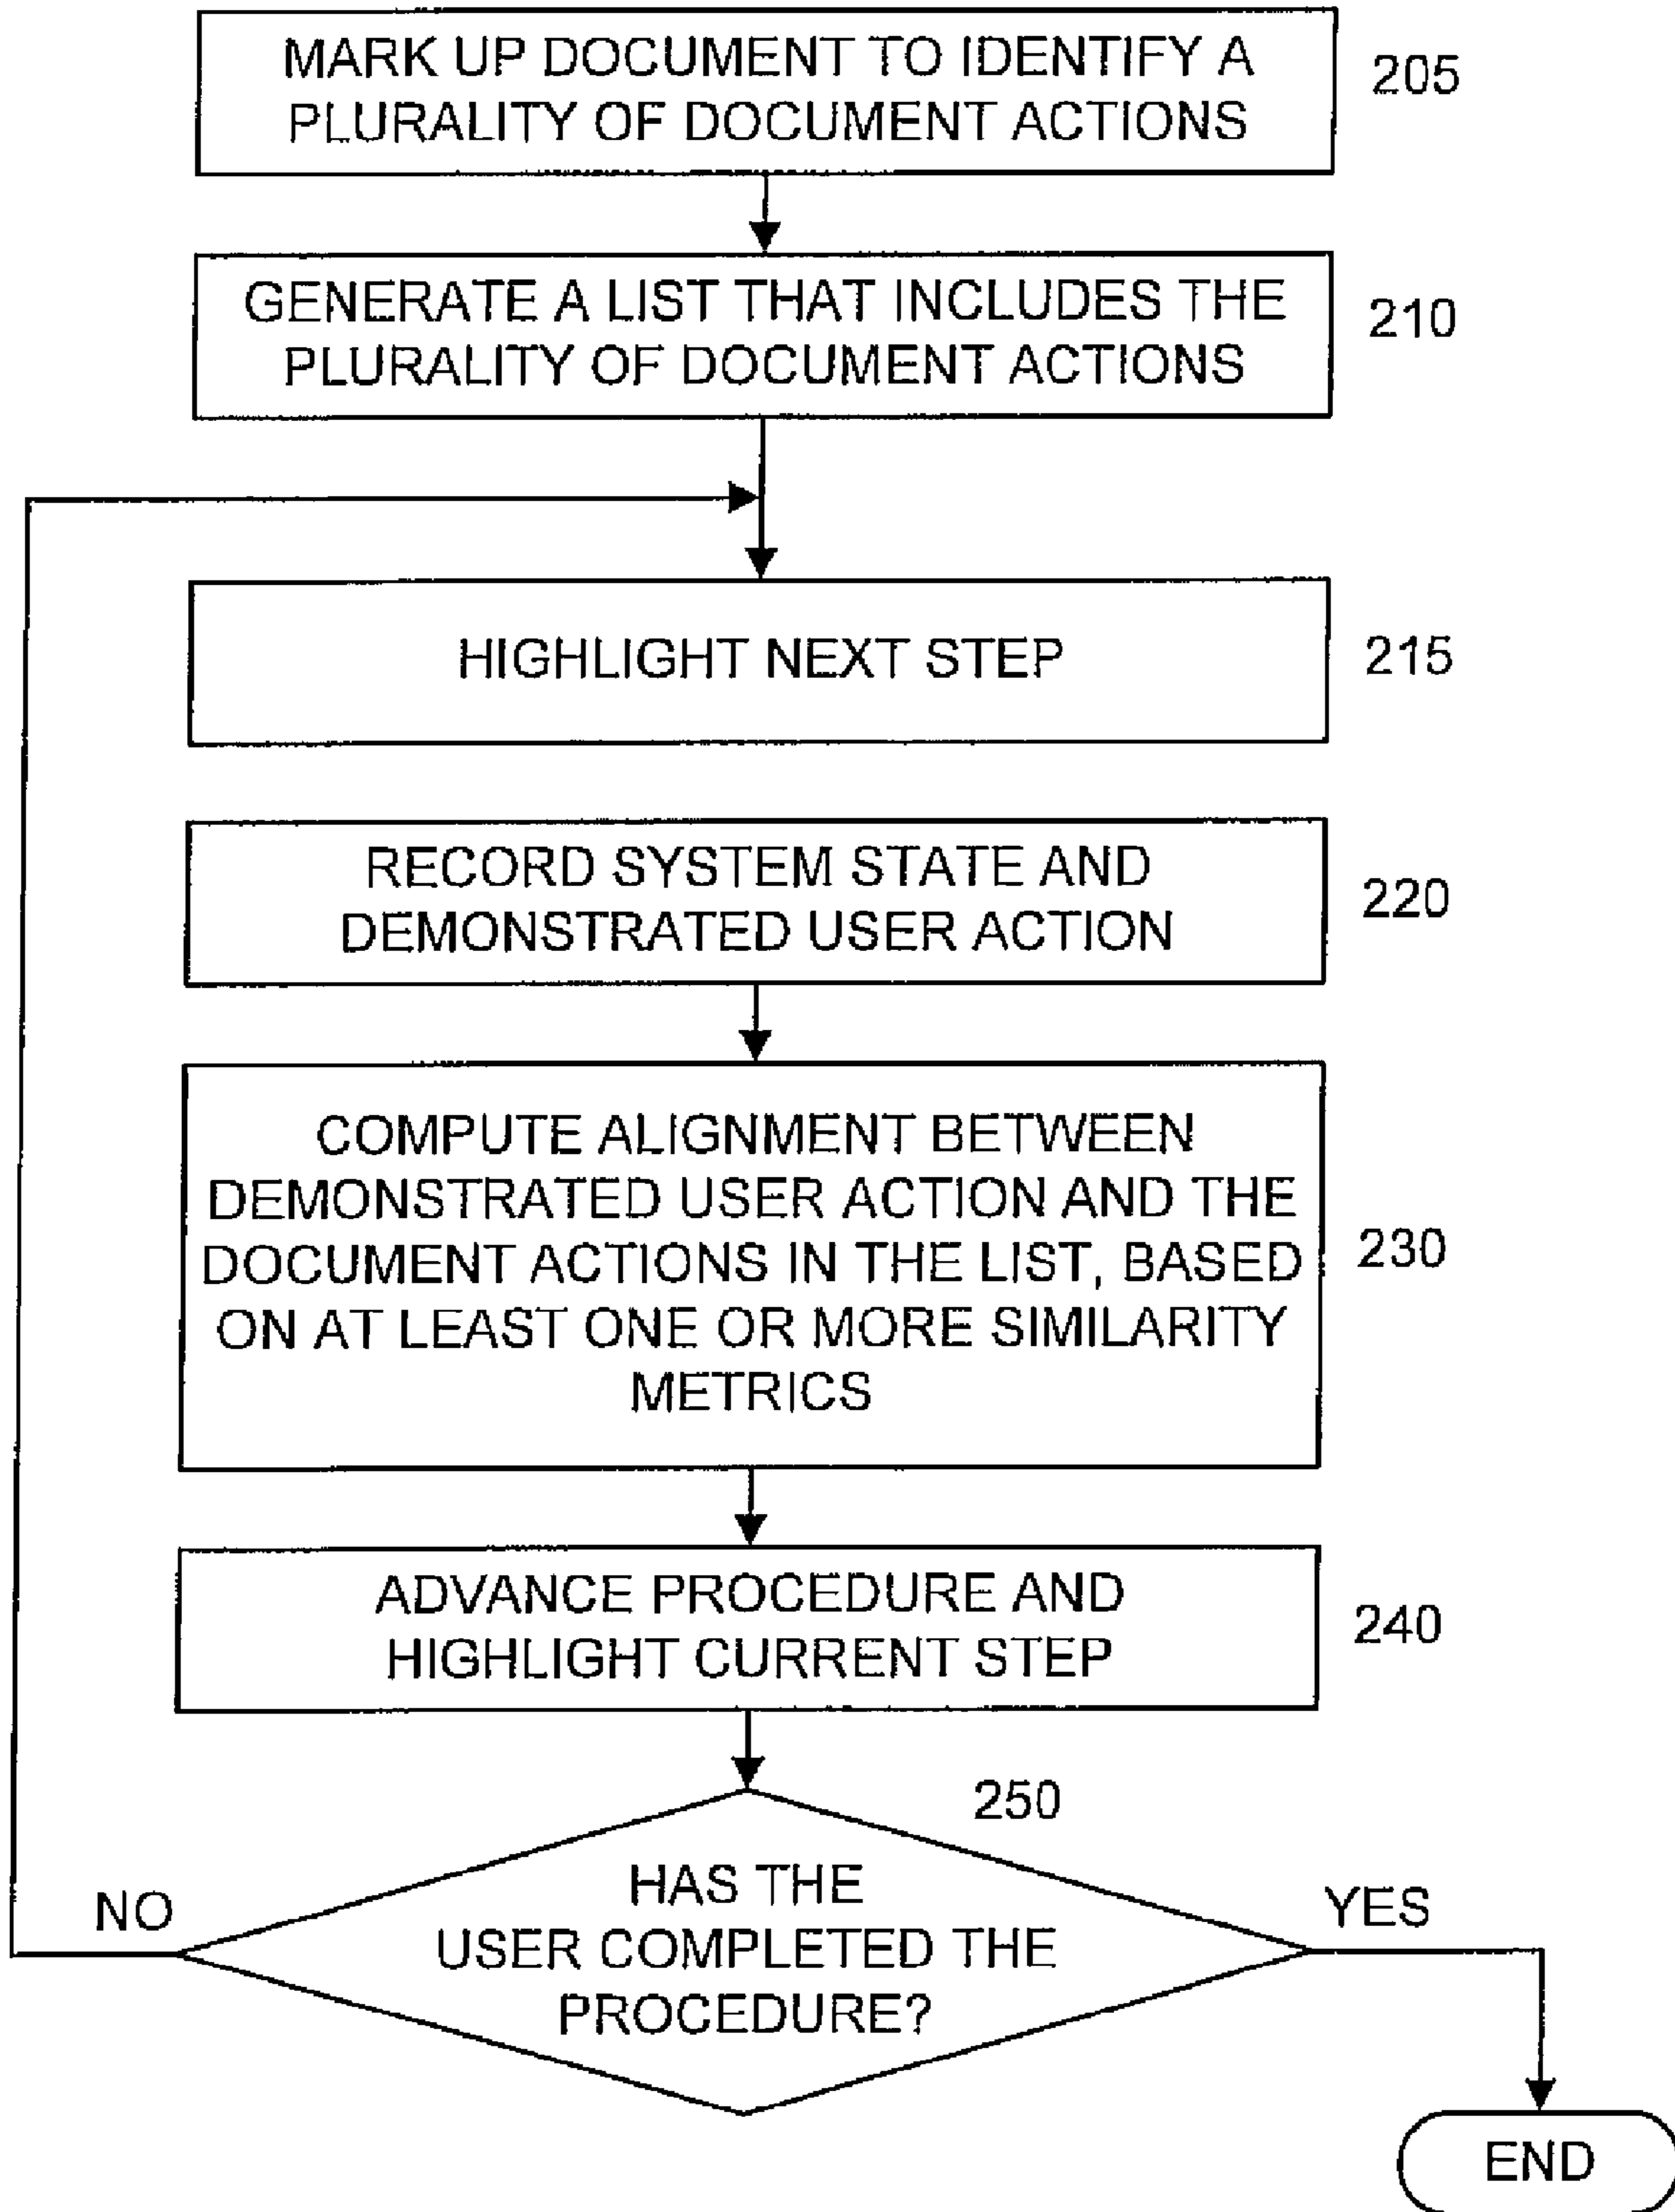 MARK UP DOCUMENT TO IDENTIFY A
PLURALITY OF DOCUMENT ACTIONS
205
GENERATE A LIST THAT INCLUDES THE
PLURALITY OF DOCUMENT ACTIONS
210
HIGHLIGHT NEXT STEP
215
RECORD SYSTEM STATE AND
DEMONSTRATED USER ACTION
220
COMPUTE ALIGNMENT BETWEEN
DEMONSTRATED USER ACTION AND THE
DOCUMENT ACTIONS IN THE LIST, BASED
ON AT LEAST ONE OR MORE SIMILARITY
METRICS
230
ADVANCE PROCEDURE AND
HIGHLIGHT CURRENT STEP
240
250
HAS THE
USER COMPLETED THE
PROCEDURE?
NO
YES
END